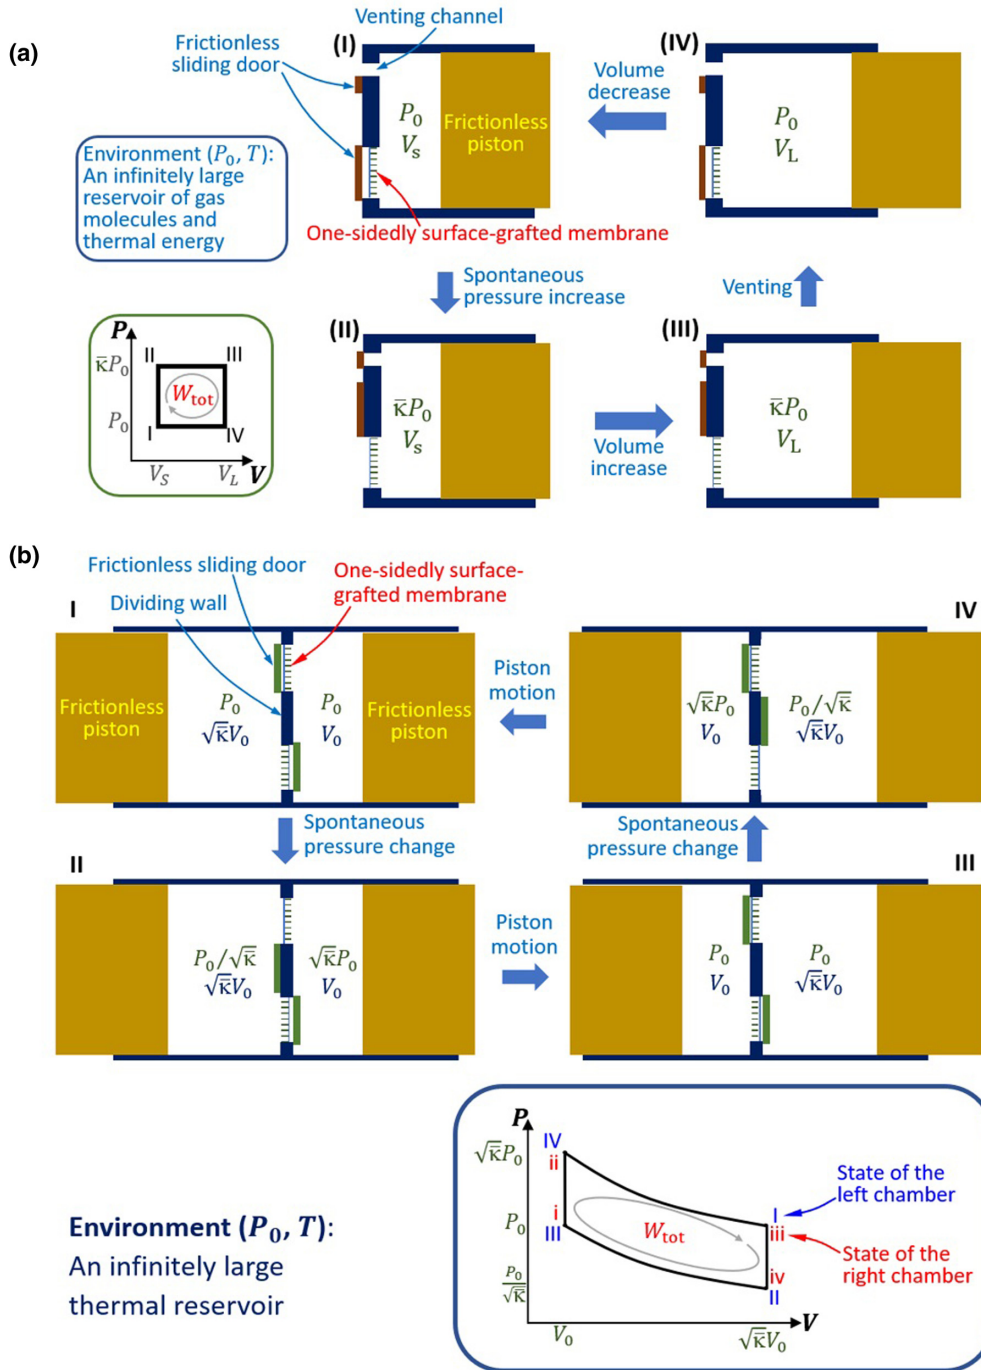 (a)
Venting channel
Frictionless
sliding door
(I)
(IV)
Volume
decrease
P₀
Vₛ
Frictionless
piston
P₀
V_L
Environment (P₀, T):
An infinitely large
reservoir of gas
molecules and
thermal energy
One-sidedly surface-grafted membrane
Spontaneous
pressure increase
Venting
(II)
(III)
P
II
III
κ̄P₀
W_tot
P₀
I
IV
V_S
V_L
V
κ̄P₀
Vₛ
Volume
increase
κ̄P₀
V_L
(b)
Frictionless sliding door
One-sidedly surface-
grafted membrane
Dividing wall
I
IV
Frictionless
piston
P₀
√κ̄V₀
P₀
V₀
Frictionless
piston
Piston
motion
√κ̄P₀
V₀
P₀/√κ̄
√κ̄V₀
Spontaneous
pressure change
Spontaneous
pressure change
II
III
P₀/√κ̄
√κ̄V₀
√κ̄P₀
V₀
Piston
motion
P₀
V₀
P₀
√κ̄V₀
Environment (P₀, T):
An infinitely large
thermal reservoir
P
IV
ii
√κ̄P₀
State of the
left chamber
i
III
P₀
W_tot
I
iii
State of the
right chamber
P₀/√κ̄
iv
II
V₀
√κ̄V₀
V